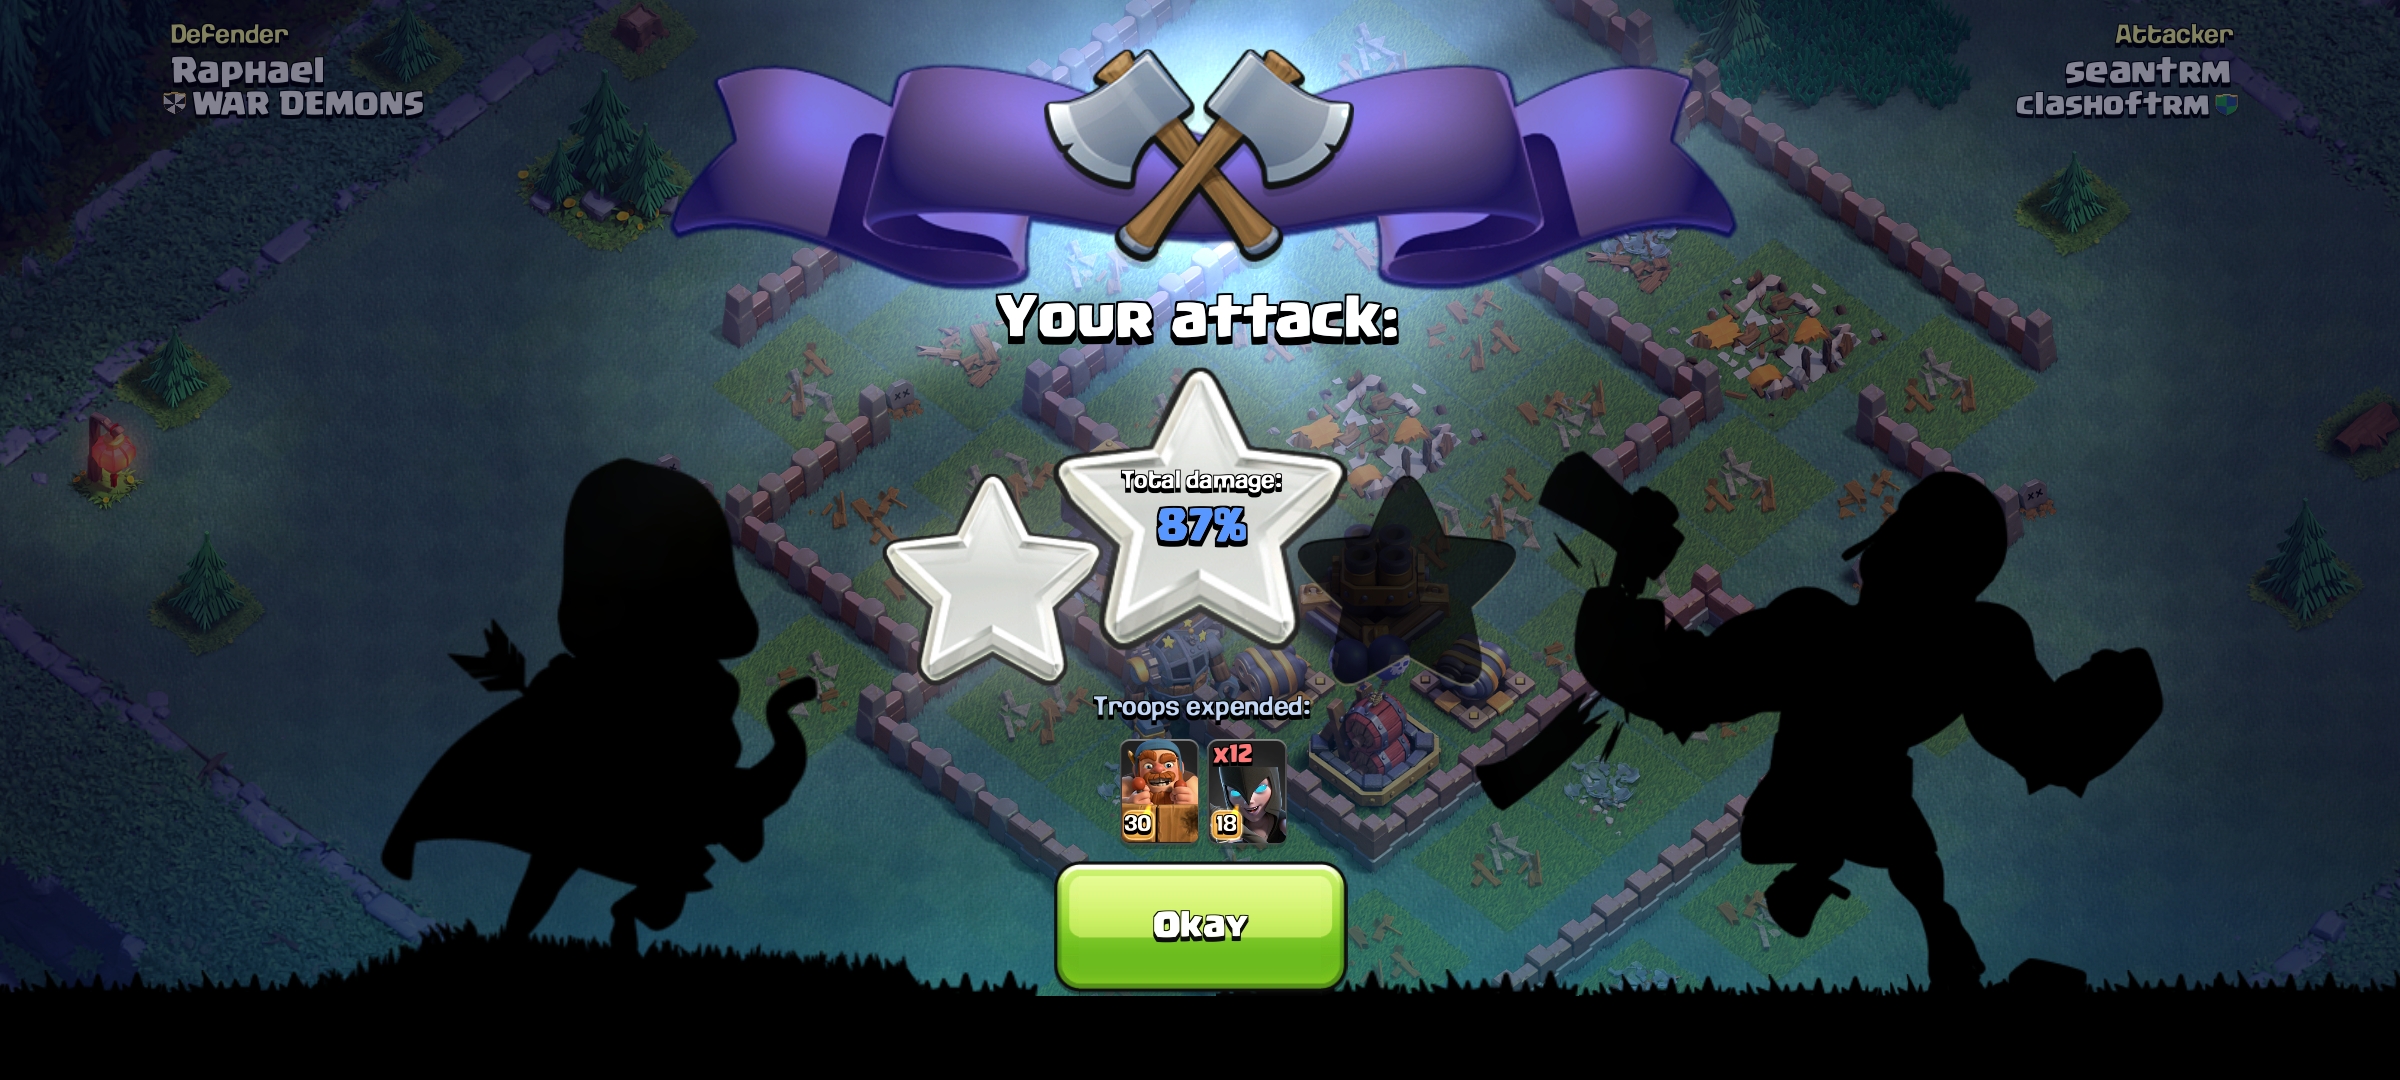 Defender
Raphael
WAR DEMONS
Attacker
seantrm
clashoftrm
Your attack:
Total damage:
87%
Troops expended:
x12
30
18
Okay